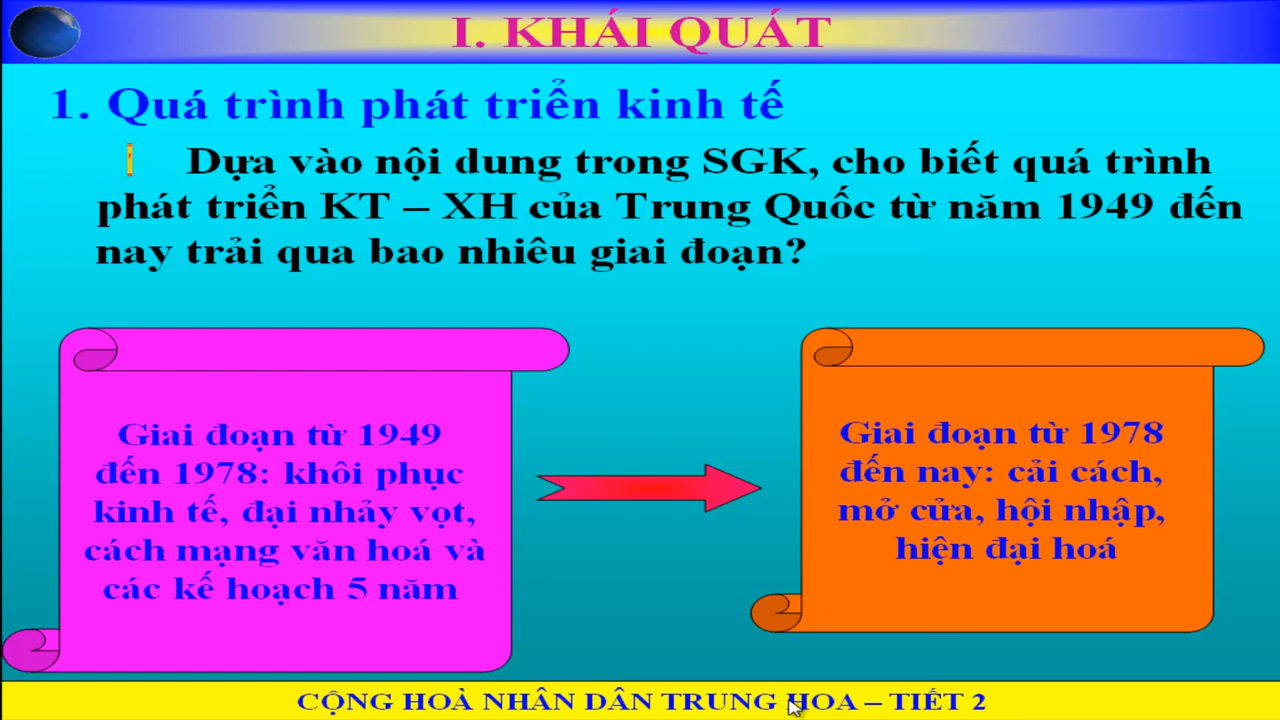 I. KHÁI QUÁT
1. Quá trình phát triển kinh tế
Dựa vào nội dung trong SGK, cho biết quá trình
phát triển KT – XH của Trung Quốc từ năm 1949 đến
nay trải qua bao nhiêu giai đoạn?
Giai đoạn từ 1949
đến 1978: khôi phục
kinh tế, đại nhảy vọt,
cách mạng văn hoá và
các kế hoạch 5 năm
Giai đoạn từ 1978
đến nay: cải cách,
mở cửa, hội nhập,
hiện đại hoá
CỘNG HOÀ NHÂN DÂN TRUNG HOA – TIẾT 2